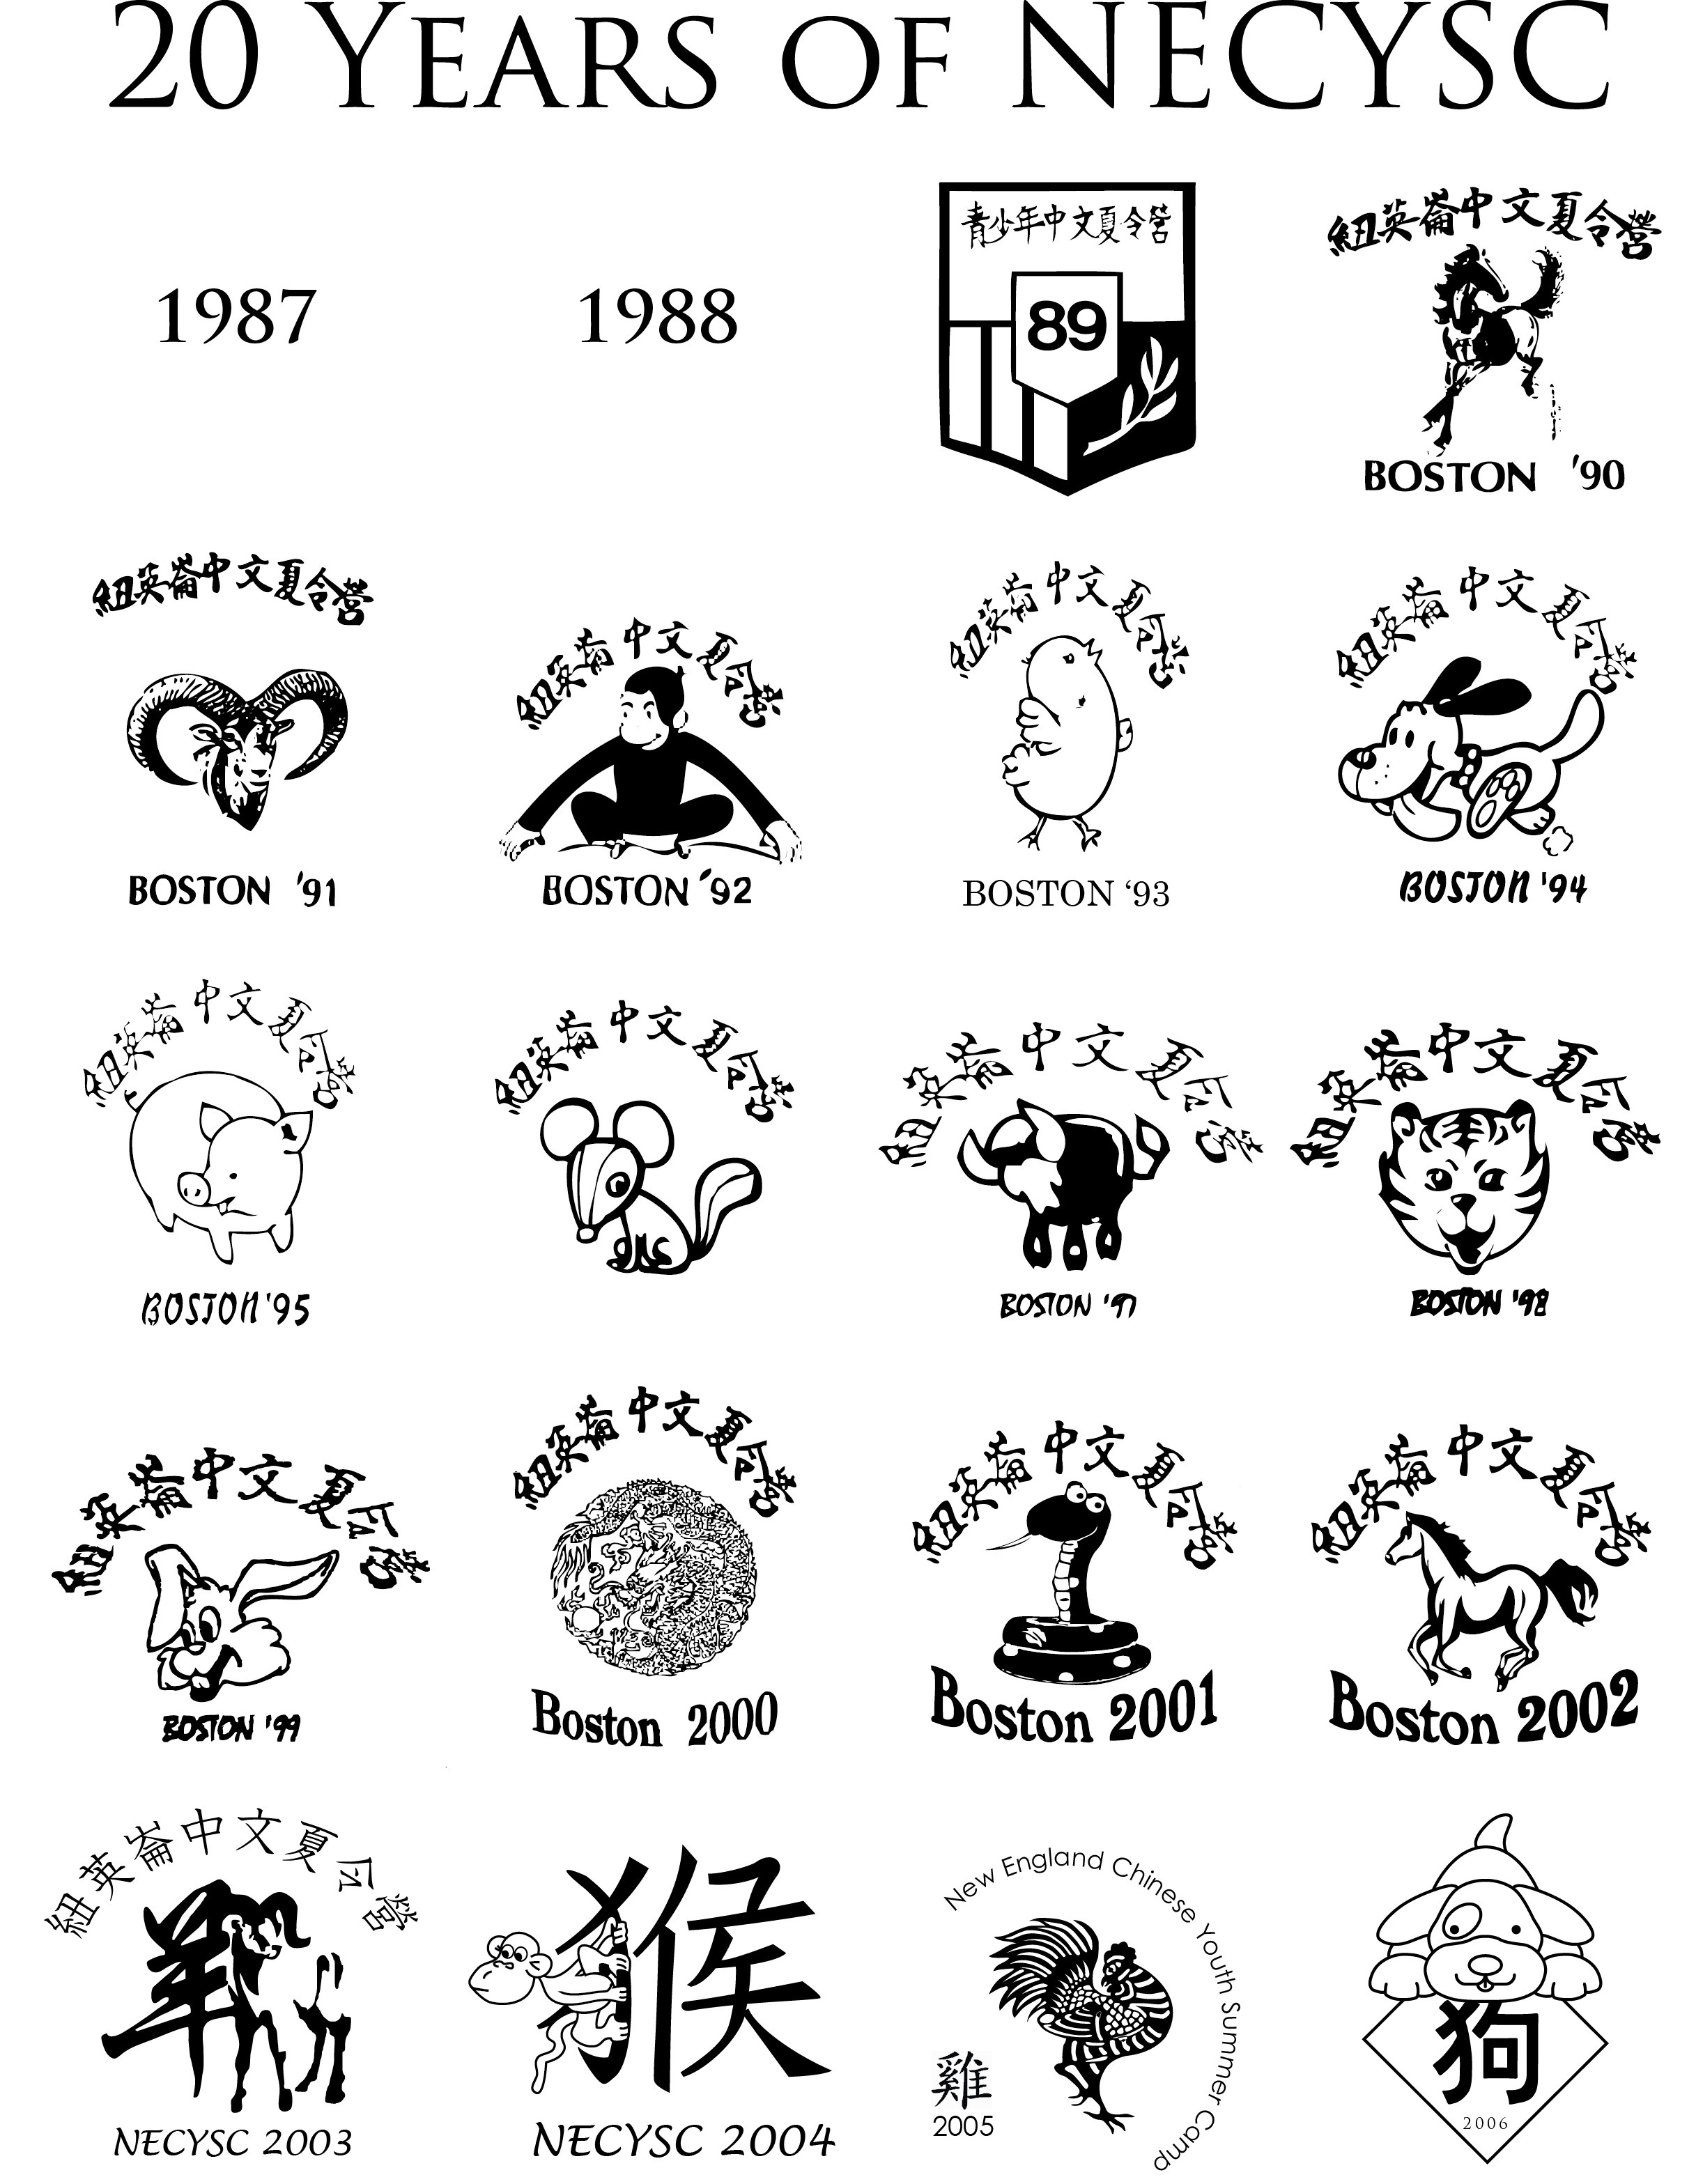 20 YEARS OF NECYSC
1987
1988
青少年中文夏令營
89
紐英崙中文夏令營
BOSTON '90
紐英崙中文夏令營
BOSTON '91
紐英崙中文夏令營
BOSTON '92
紐英崙中文夏令營
BOSTON ‘93
紐英崙中文夏令營
BOSTON '94
紐英崙中文夏令營
BOSTON '95
紐英崙中文夏令營
紐英崙中文夏令營
BOSTON '97
紐英崙中文夏令營
BOSTON '98
紐英崙中文夏令營
BOSTON '99
紐英崙中文夏令營
Boston 2000
紐英崙中文夏令營
Boston 2001
紐英崙中文夏令營
Boston 2002
紐英崙中文夏令營
羊
NECYSC 2003
猴
NECYSC 2004
New England Chinese Youth Summer Camp
雞
2005
狗
2006